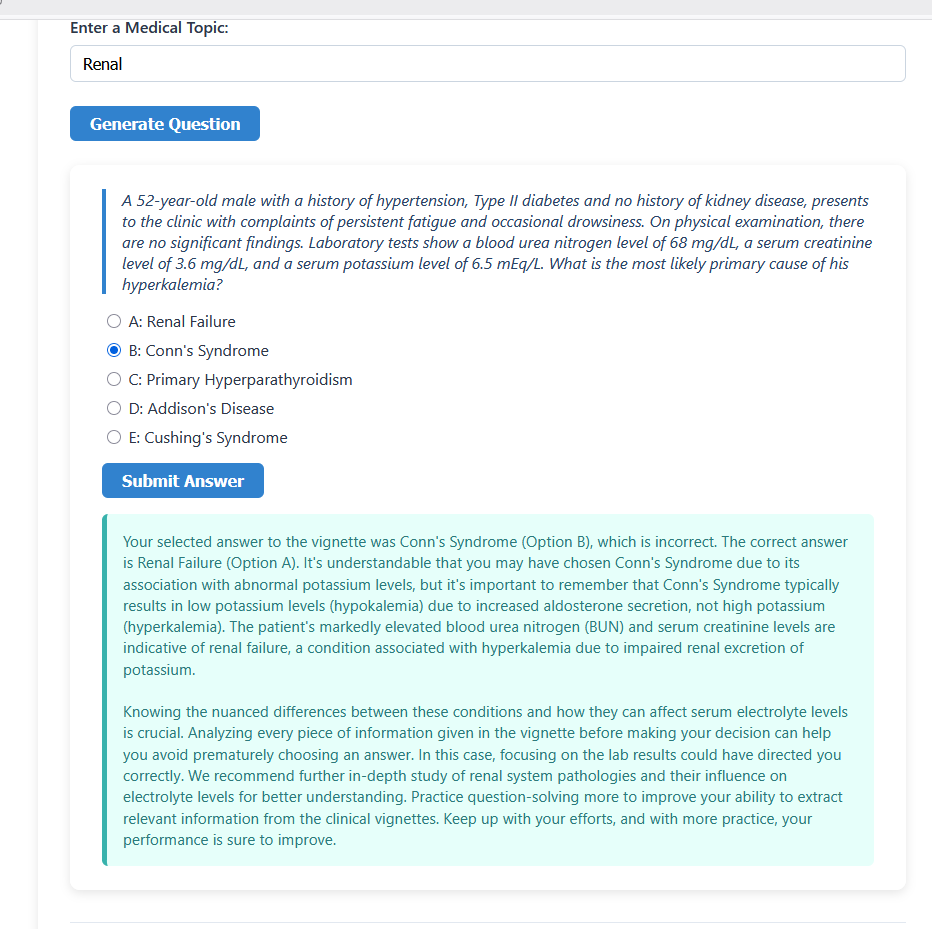 Enter a Medical Topic:
Renal
Generate Question
A 52-year-old male with a history of hypertension, Type II diabetes and no history of kidney disease, presents
to the clinic with complaints of persistent fatigue and occasional drowsiness. On physical examination, there
are no significant findings. Laboratory tests show a blood urea nitrogen level of 68 mg/dL, a serum creatinine
level of 3.6 mg/dL, and a serum potassium level of 6.5 mEq/L. What is the most likely primary cause of his
hyperkalemia?
A: Renal Failure
B: Conn's Syndrome
C: Primary Hyperparathyroidism
D: Addison's Disease
E: Cushing's Syndrome
Submit Answer
Your selected answer to the vignette was Conn's Syndrome (Option B), which is incorrect. The correct answer
is Renal Failure (Option A). It's understandable that you may have chosen Conn's Syndrome due to its
association with abnormal potassium levels, but it's important to remember that Conn's Syndrome typically
results in low potassium levels (hypokalemia) due to increased aldosterone secretion, not high potassium
(hyperkalemia). The patient's markedly elevated blood urea nitrogen (BUN) and serum creatinine levels are
indicative of renal failure, a condition associated with hyperkalemia due to impaired renal excretion of
potassium.
Knowing the nuanced differences between these conditions and how they can affect serum electrolyte levels
is crucial. Analyzing every piece of information given in the vignette before making your decision can help
you avoid prematurely choosing an answer. In this case, focusing on the lab results could have directed you
correctly. We recommend further in-depth study of renal system pathologies and their influence on
electrolyte levels for better understanding. Practice question-solving more to improve your ability to extract
relevant information from the clinical vignettes. Keep up with your efforts, and with more practice, your
performance is sure to improve.